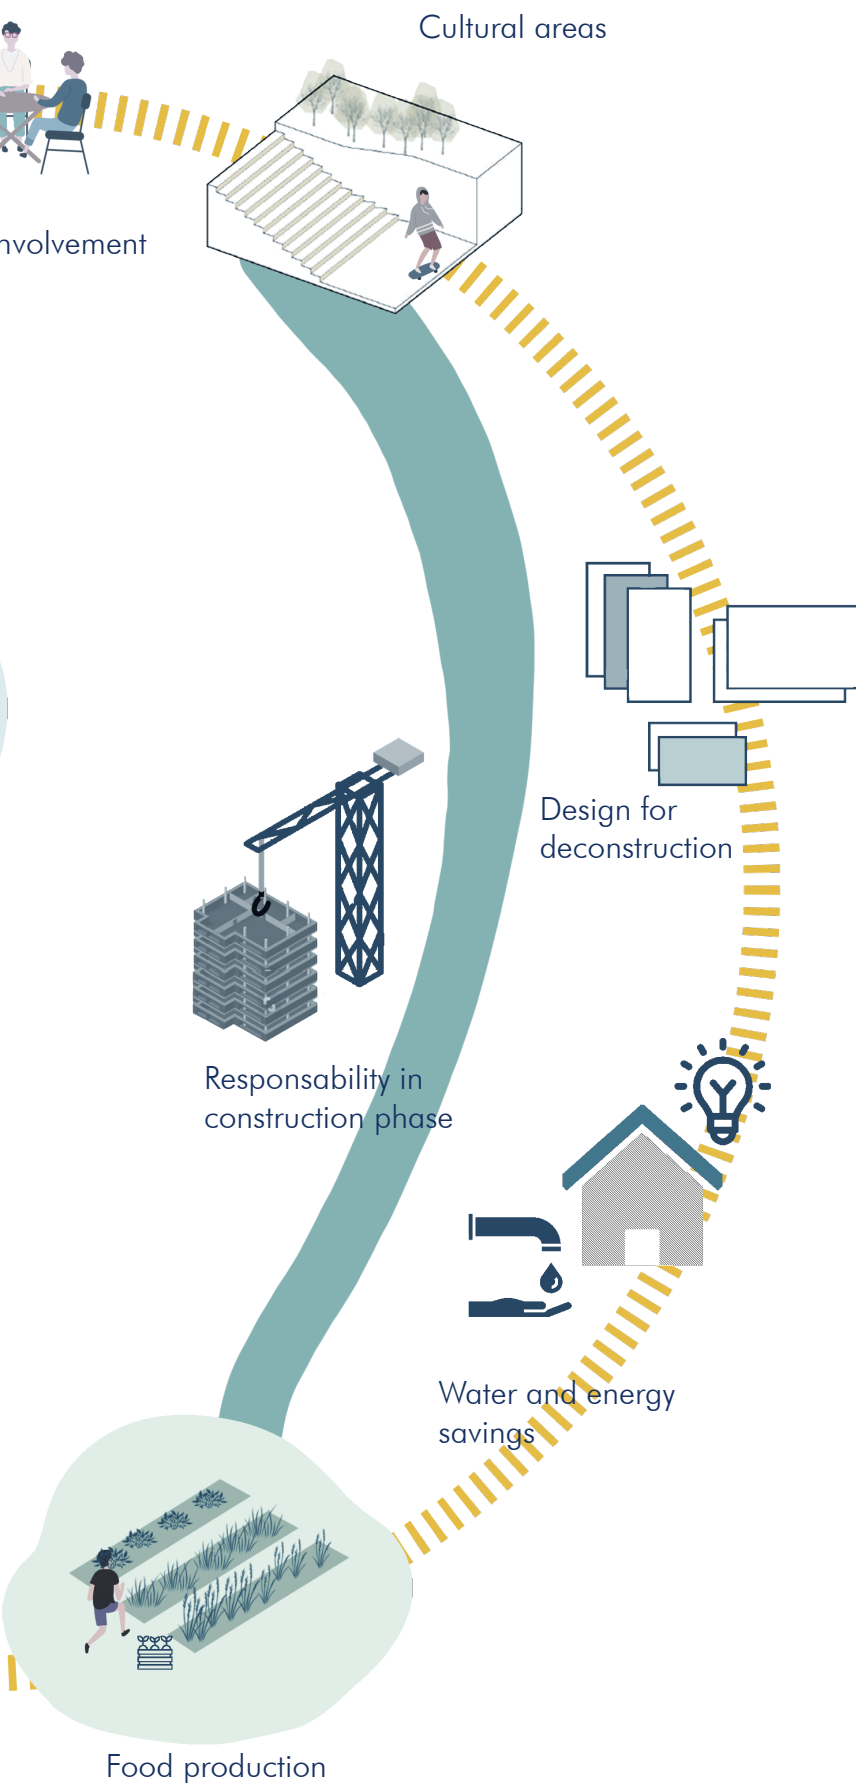 Cultural areas
nvolvement
Design for
deconstruction
Responsability in
construction phase
Water and energy
savings
Food production